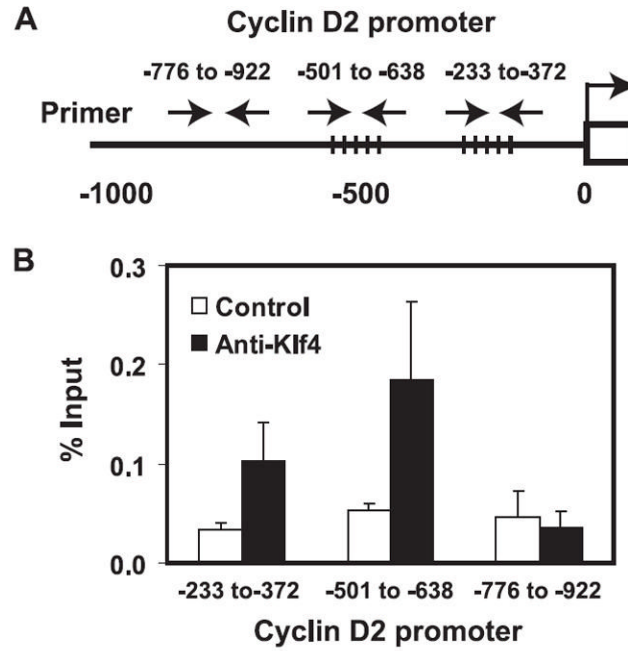 A
Cyclin D2 promoter
-776 to -922 -501 to -638 -233 to-372
Primer
-1000 -500 0
B
0.3
Control
Anti-Klf4
0.2
% Input
0.1
0.0
-233 to-372 -501 to -638 -776 to -922
Cyclin D2 promoter